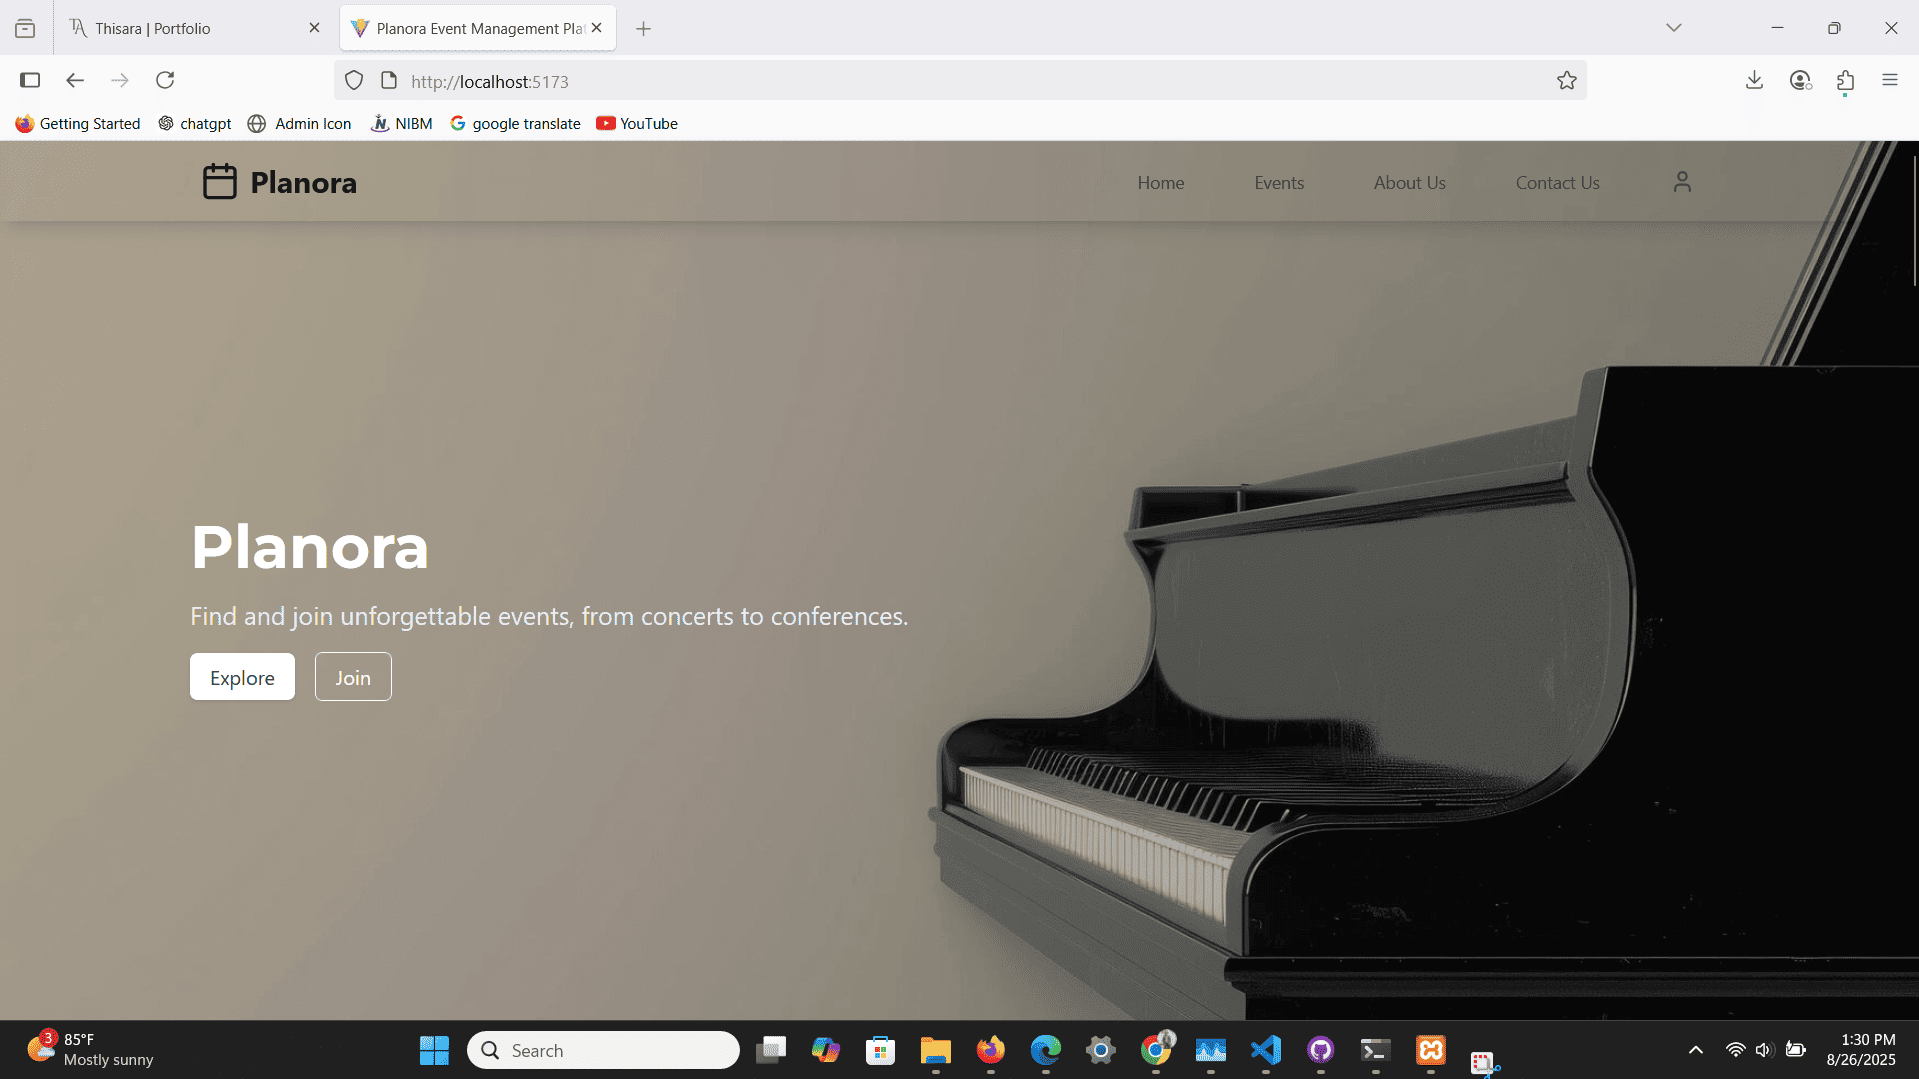 Thisara | Portfolio
Planora Event Management Pla
http://localhost:5173
Getting Started
chatgpt
Admin Icon
NIBM
google translate
YouTube
Planora
Home
Events
About Us
Contact Us
Planora
Find and join unforgettable events, from concerts to conferences.
Explore
Join
3
85°F
Mostly sunny
Search
1:30 PM
8/26/2025